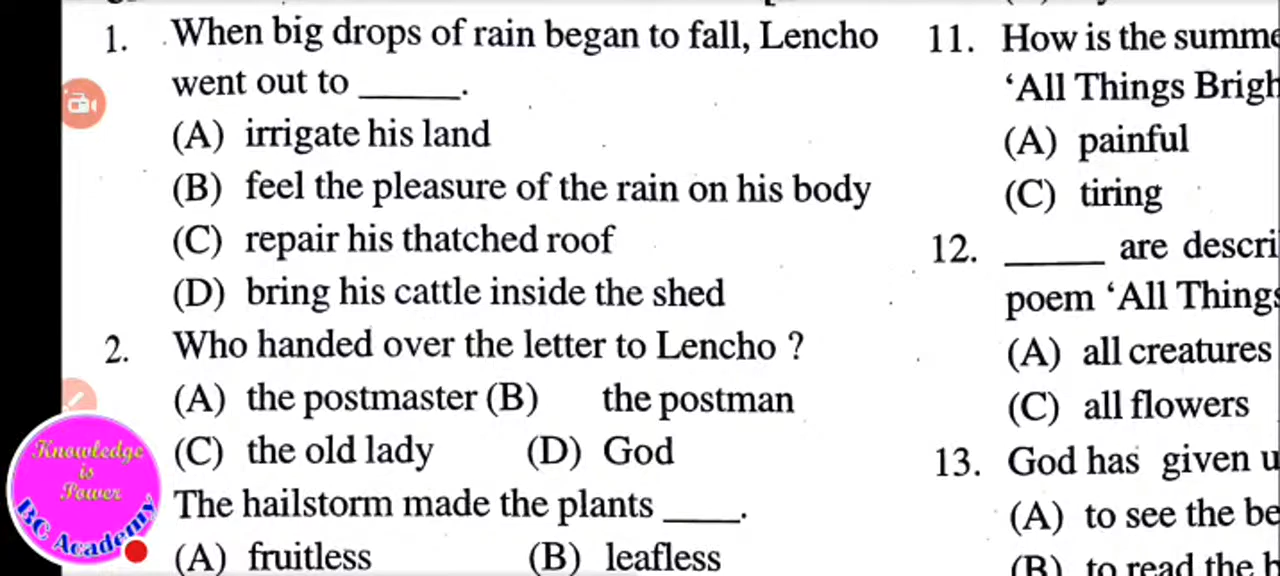 1. When big drops of rain began to fall, Lencho
went out to _____.
(A) irrigate his land
(B) feel the pleasure of the rain on his body
(C) repair his thatched roof
(D) bring his cattle inside the shed
2. Who handed over the letter to Lencho ?
(A) the postmaster (B) the postman
(C) the old lady (D) God
The hailstorm made the plants ____.
(A) fruitless (B) leafless
11. How is the summe
‘All Things Brigh
(A) painful
(C) tiring
12. _____ are descri
poem ‘All Things
(A) all creatures
(C) all flowers
13. God has given u
(A) to see the be
(B) to read the h
Knowledge
is
Power
BC Academy